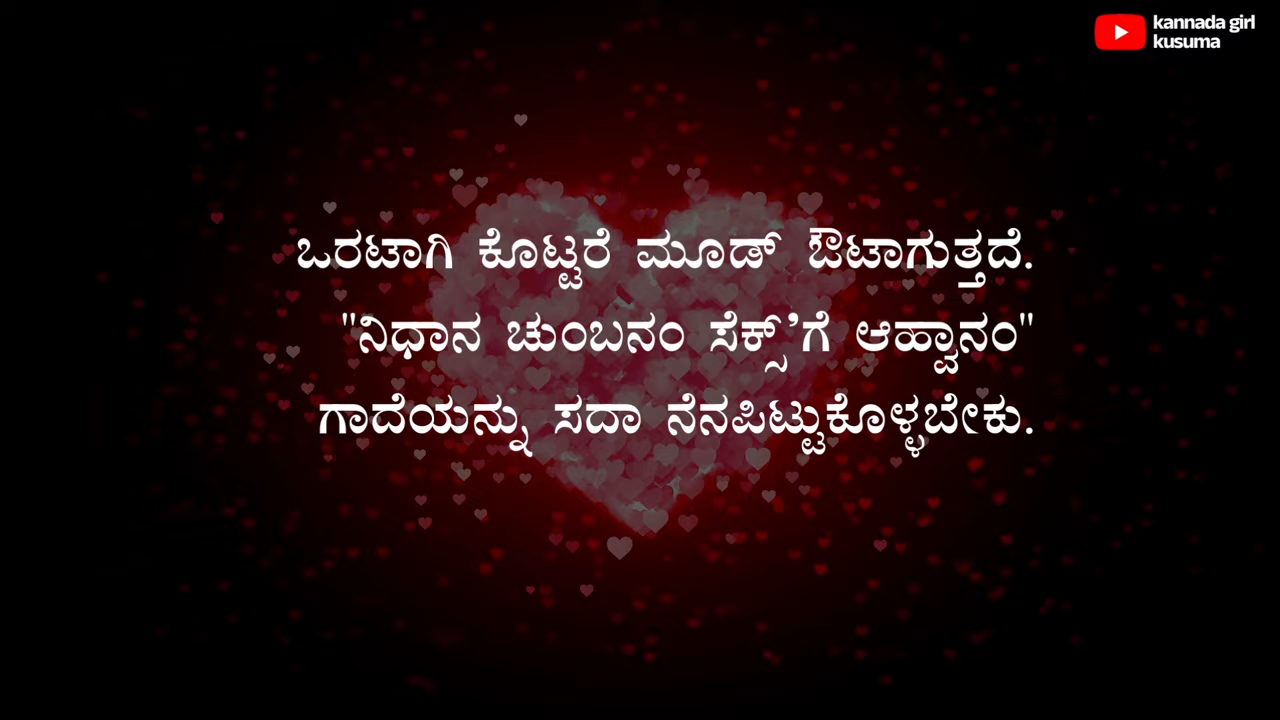 kannada girl
kusuma
ಒರಟಾಗಿ ಕೊಟ್ಟರೆ ಮೂಡ್ ಔಟಾಗುತ್ತದೆ.
"ನಿಧಾನ ಚುಂಬನಂ ಸೆಕ್ಸ್‌'ಗೆ ಆಹ್ವಾನಂ"
ಗಾದೆಯನ್ನು ಸದಾ ನೆನಪಿಟ್ಟುಕೊಳ್ಳಬೇಕು.